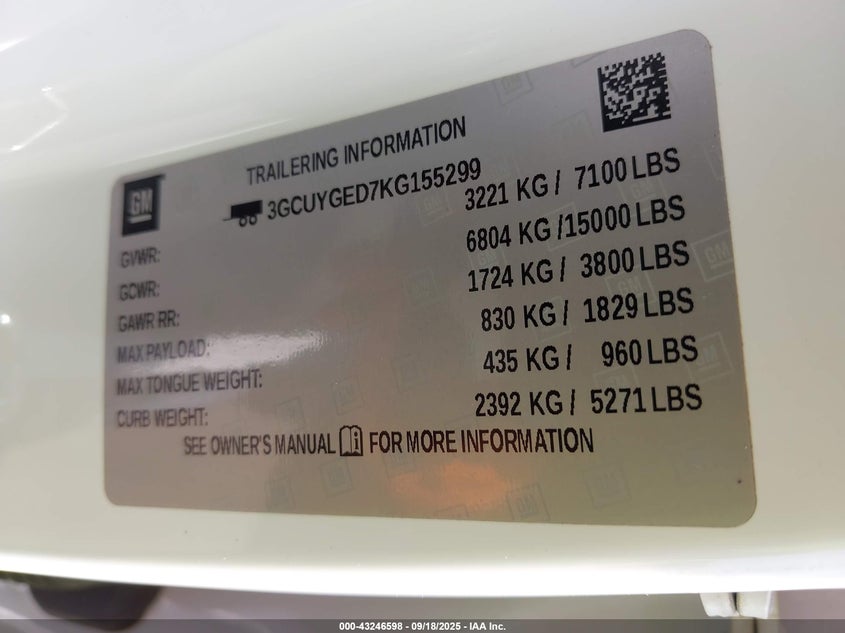 TRAILERING INFORMATION
GM
3GCUYGED7KG155299
GVWR: 3221 KG / 7100 LBS
GCWR: 6804 KG /15000 LBS
GAWR RR: 1724 KG / 3800 LBS
MAX PAYLOAD: 830 KG / 1829 LBS
MAX TONGUE WEIGHT: 435 KG / 960 LBS
CURB WEIGHT: 2392 KG / 5271 LBS
SEE OWNER'S MANUAL FOR MORE INFORMATION
000-43246598 - 09/18/2025 - IAA Inc.